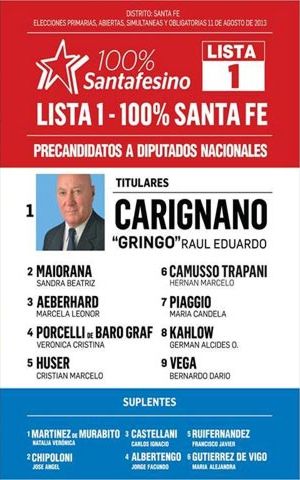 DISTRITO: SANTA FE
ELECCIONES PRIMARIAS, ABIERTAS, SIMULTANEAS Y OBLIGATORIAS 11 DE AGOSTO DE 2013
100%
Santafesino
LISTA
1
LISTA 1 - 100% SANTA FE
PRECANDIDATOS A DIPUTADOS NACIONALES
TITULARES
1 CARIGNANO
“GRINGO” RAUL EDUARDO
2 MAIORANA
SANDRA BEATRIZ
3 AEBERHARD
MARCELA LEONOR
4 PORCELLI DE BARO GRAF
VERONICA CRISTINA
5 HUSER
CRISTIAN MARCELO
6 CAMUSSO TRAPANI
HERNAN MARCELO
7 PIAGGIO
MARIA CANDELA
8 KAHLOW
GERMAN ALCIDES O.
9 VEGA
BERNARDO DARIO
SUPLENTES
1 MARTINEZ DE MURABITO
NATALIA VERÓNICA
2 CHIPOLONI
JOSE ANGEL
3 CASTELLANI
CARLOS IGNACIO
4 ALBERTENGO
JORGE FACUNDO
5 RUIFERNANDEZ
FRANCISCO JAVIER
6 GUTIERREZ DE VIGO
MARIA ALEJANDRA